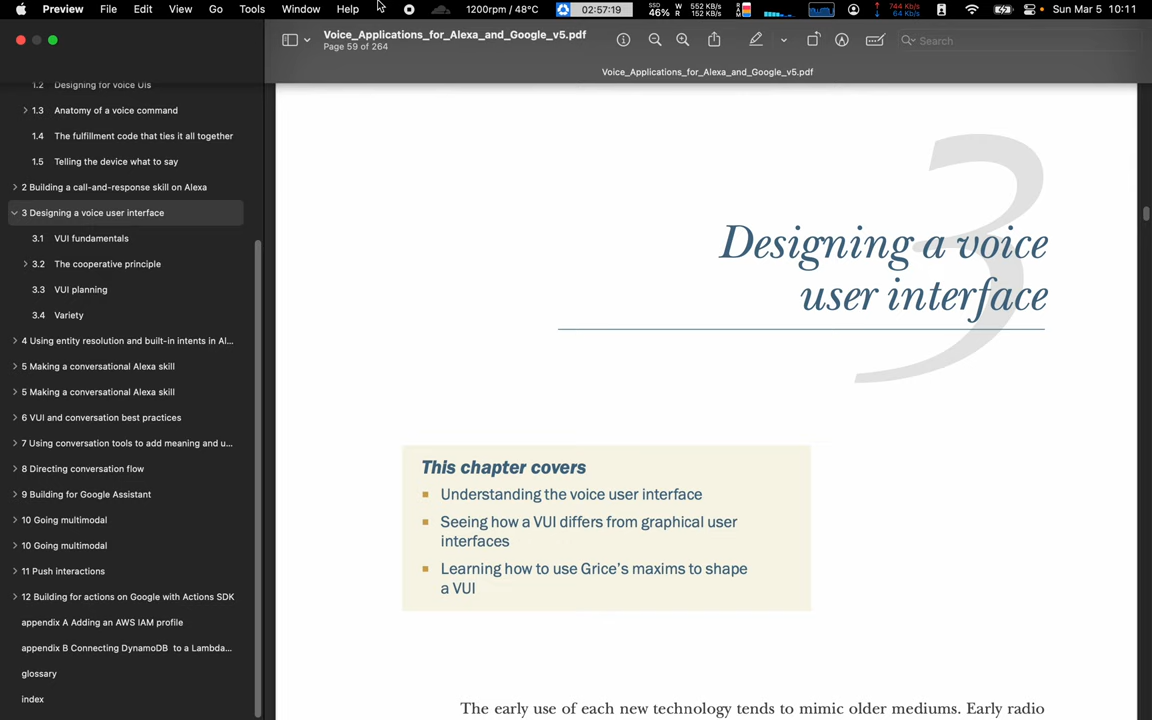 Preview File Edit View Go Tools Window Help 1200rpm / 48°C 02:57:19 SSD 46% W 552 KB/s R 152 KB/s 744 Kb/s 64 Kb/s Sun Mar 5 10:11
Voice_Applications_for_Alexa_and_Google_v5.pdf
Page 59 of 264
Search
Voice_Applications_for_Alexa_and_Google_v5.pdf
1.2 Designing for voice UIs
1.3 Anatomy of a voice command
1.4 The fulfillment code that ties it all together
1.5 Telling the device what to say
2 Building a call-and-response skill on Alexa
3 Designing a voice user interface
3.1 VUI fundamentals
3.2 The cooperative principle
3.3 VUI planning
3.4 Variety
4 Using entity resolution and built-in intents in Al...
5 Making a conversational Alexa skill
5 Making a conversational Alexa skill
6 VUI and conversation best practices
7 Using conversation tools to add meaning and u...
8 Directing conversation flow
9 Building for Google Assistant
10 Going multimodal
10 Going multimodal
11 Push interactions
12 Building for actions on Google with Actions SDK
appendix A Adding an AWS IAM profile
appendix B Connecting DynamoDB to a Lambda...
glossary
index
3
Designing a voice
user interface
This chapter covers
▪ Understanding the voice user interface
▪ Seeing how a VUI differs from graphical user
interfaces
▪ Learning how to use Grice's maxims to shape
a VUI
The early use of each new technology tends to mimic older mediums. Early radio